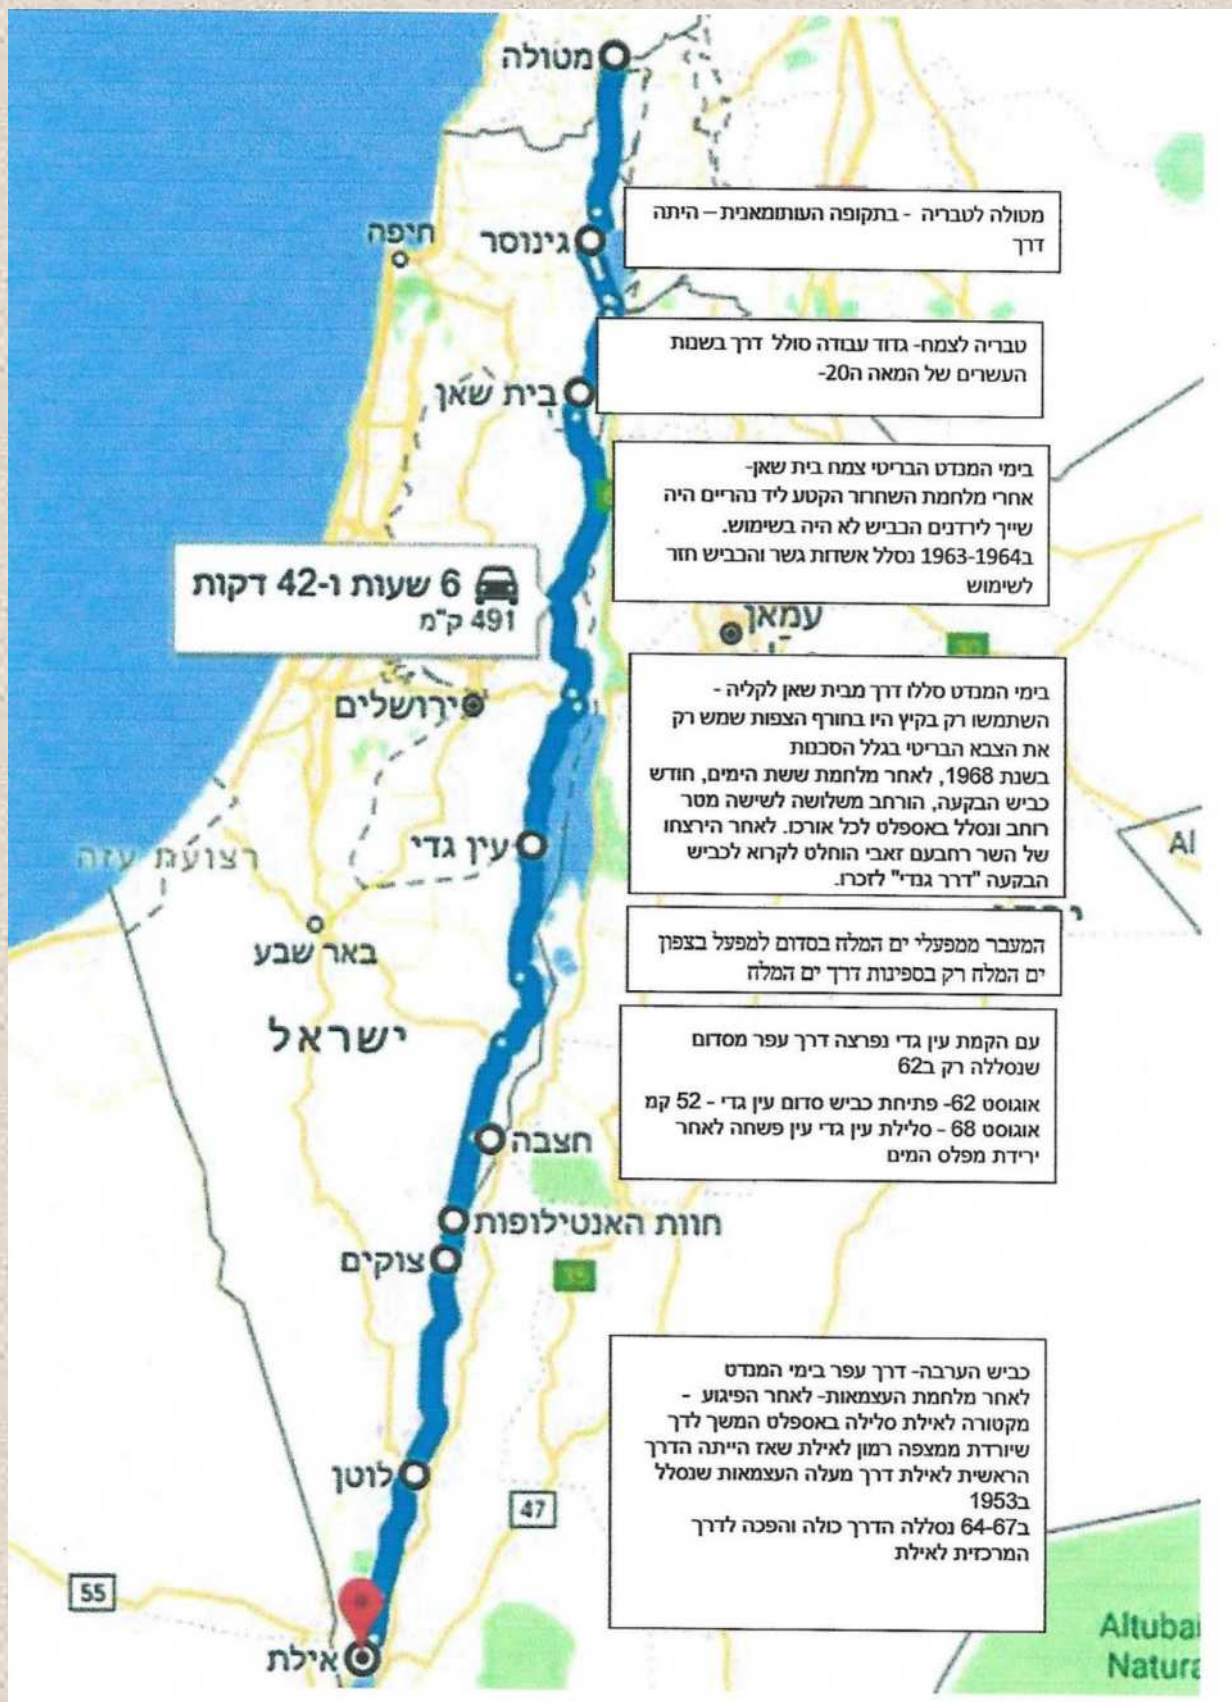 מטולה
מטולה לטבריה - בתקופה העותומאנית – היתה
דרך
חיפה
גינוסר
טבריה לצמח- גדוד עבודה סולל דרך בשנות
העשרים של המאה ה20-
בית שאן
בימי המנדט הבריטי צמח בית שאן-
אחרי מלחמת השחרור הקטע ליד נהריים היה
שייך לירדנים הכביש לא היה בשימוש.
ב1963-1964 נסלל אשדות גשר והכביש חזר
לשימוש
6 שעות ו-42 דקות
491 ק"מ
עמאן
ירושלים
בימי המנדט סללו דרך מבית שאן לקליה -
השתמשו רק בקיץ היו בחורף הצפות שמש רק
את הצבא הבריטי בגלל הסכנות
בשנת 1968, לאחר מלחמת ששת הימים, חודש
כביש הבקעה, הורחב משלושה לשישה מטר
רוחב ונסלל באספלט לכל אורכו. לאחר הירצחו
של השר רחבעם זאבי הוחלט לקרוא לכביש
הבקעה "דרך גנדי" לזכרו.
עין גדי
רצועת עזה
Al
באר שבע
המעבר ממפעלי ים המלח בסדום למפעל בצפון
ים המלח רק בספינות דרך ים המלח
ישראל
עם הקמת עין גדי נפרצה דרך עפר מסדום
שנסללה רק ב62
אוגוסט 62- פתיחת כביש סדום עין גדי - 52 קמ
אוגוסט 68 - סלילת עין גדי עין פשחה לאחר
ירידת מפלס המים
חצבה
חוות האנטילופות
צוקים
35
כביש הערבה- דרך עפר בימי המנדט
לאחר מלחמת העצמאות- לאחר הפיגוע -
מקטורה לאילת סלילה באספלט המשך לדך
שיורדת ממצפה רמון לאילת שאז הייתה הדרך
הראשית לאילת דרך מעלה העצמאות שנסלל
ב1953
ב64-67 נסללה הדרך כולה והפכה לדרך
המרכזית לאילת
לוטן
47
55
אילת
Altubai
Natura